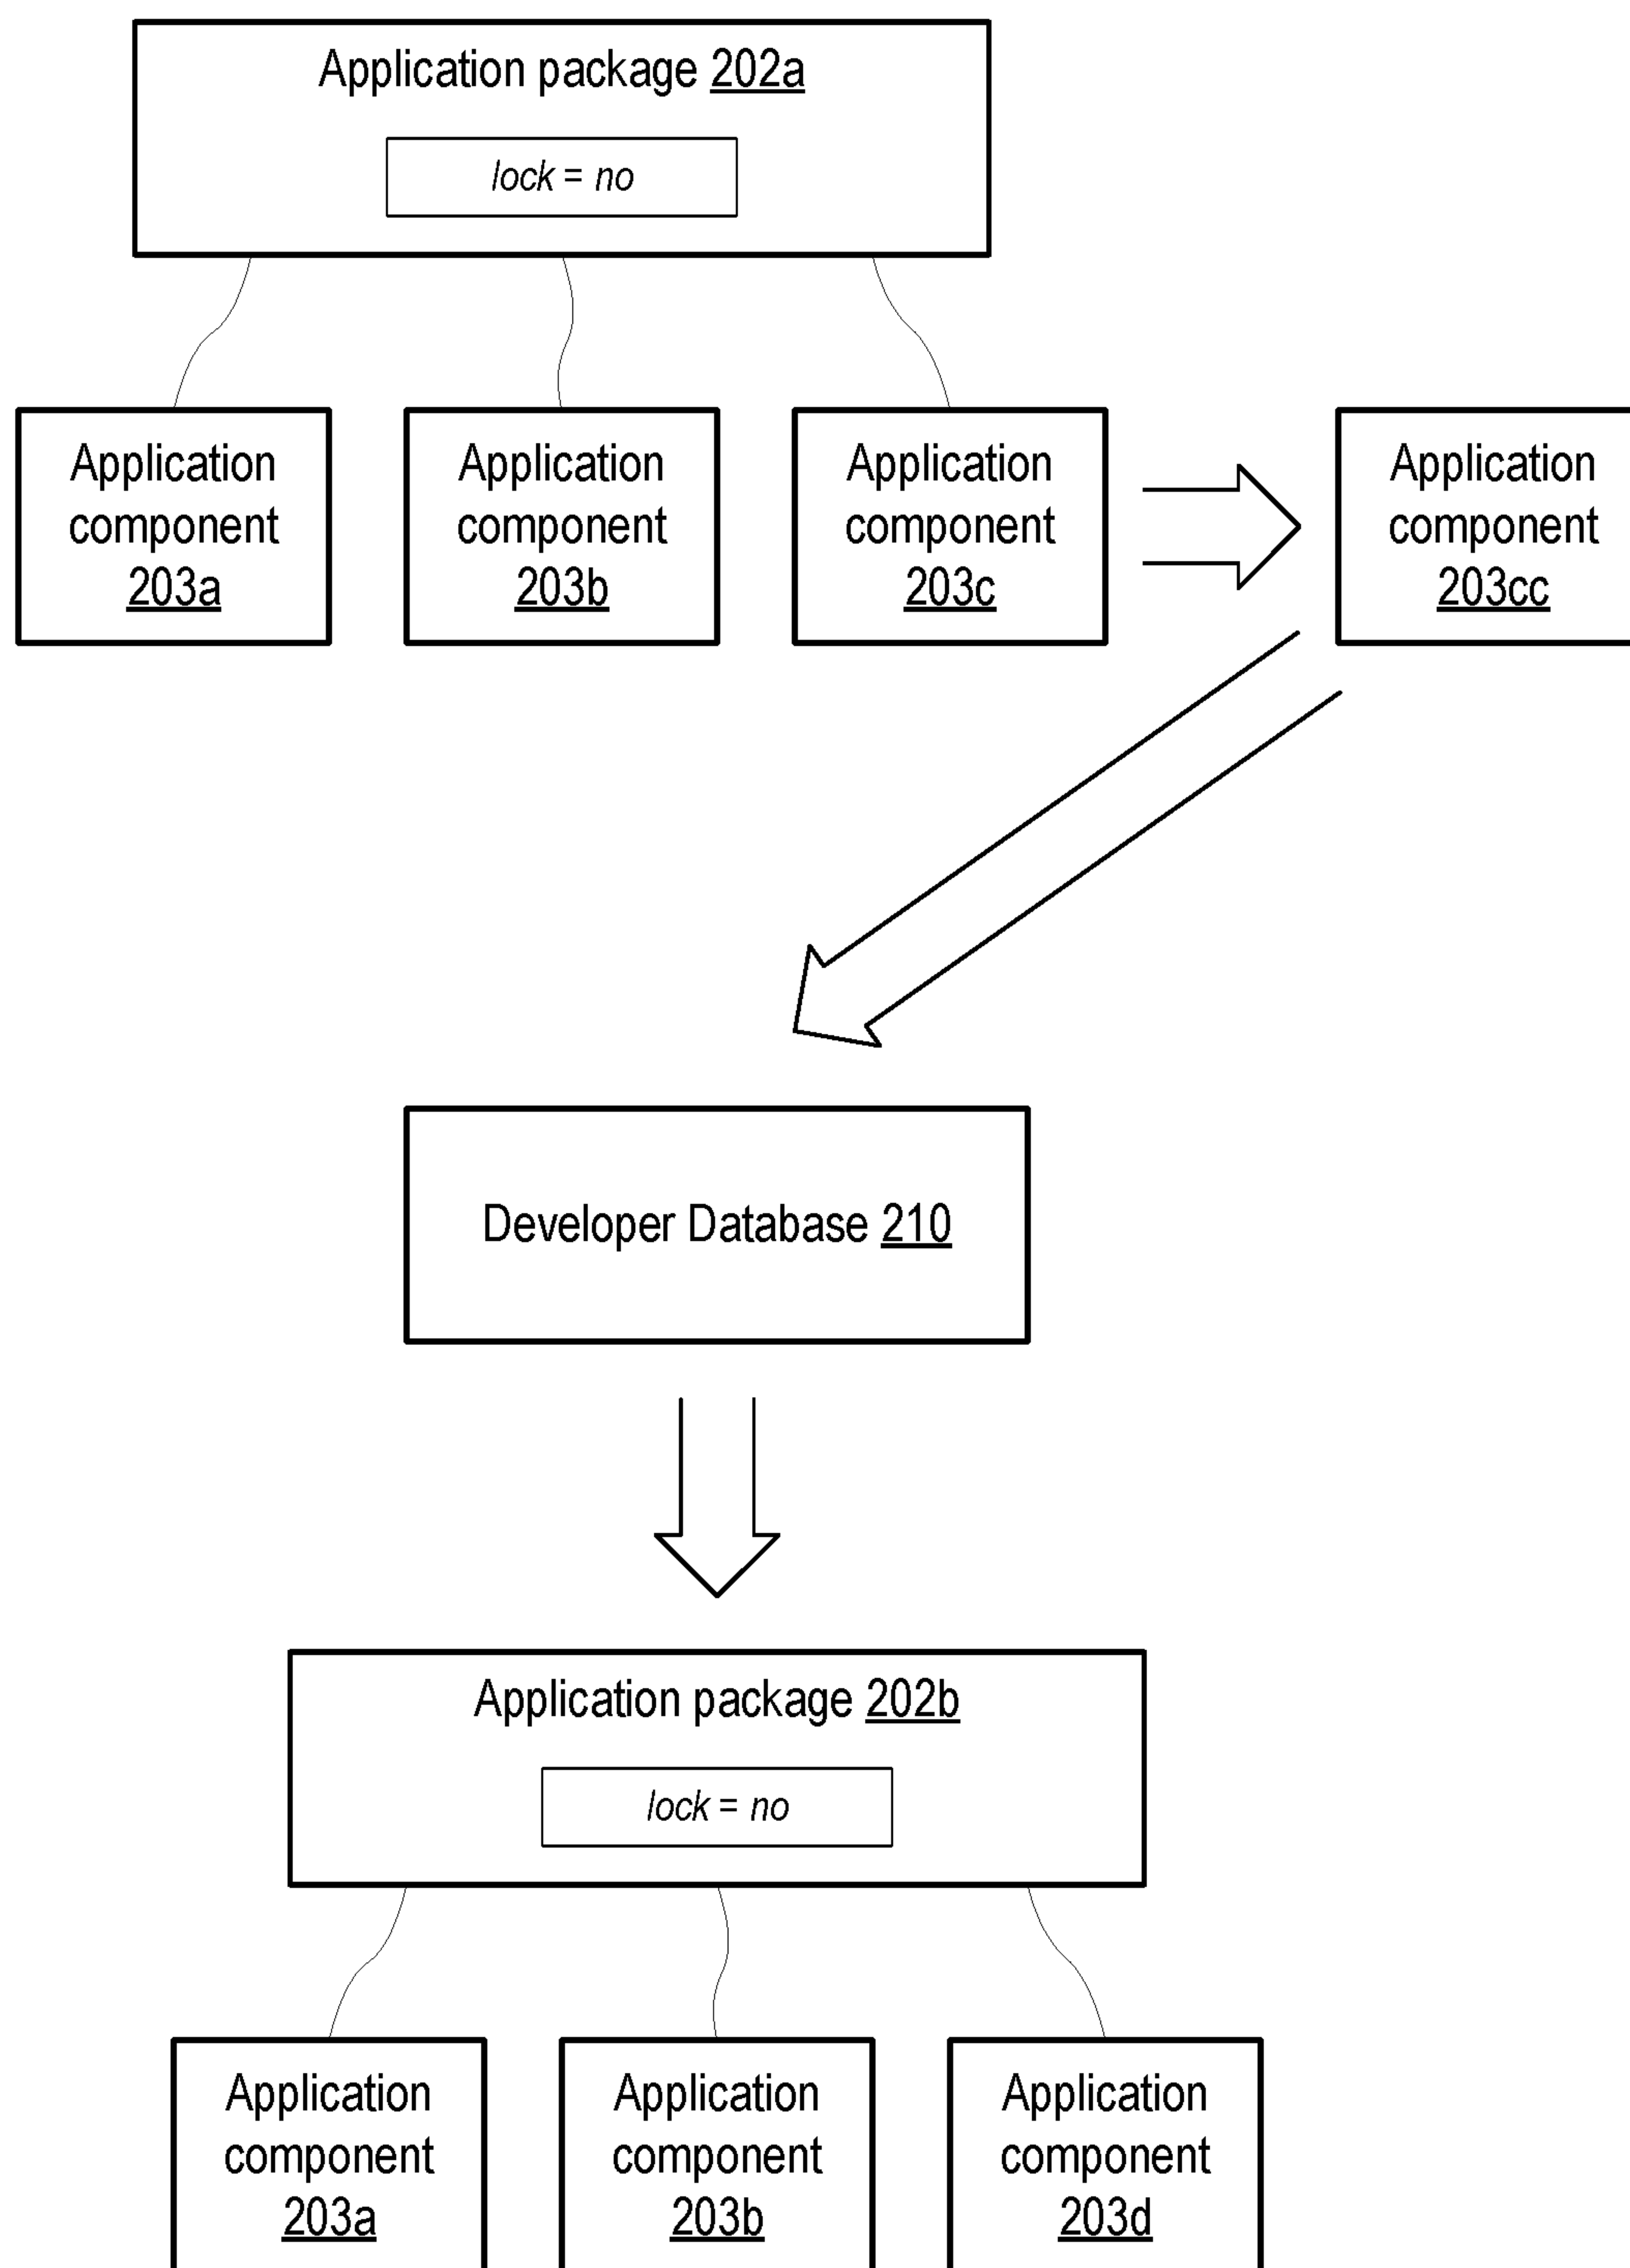 Application package 202a
lock = no
Application
component
203a
Application
component
203b
Application
component
203c
Application
component
203cc
Developer Database 210
Application package 202b
lock = no
Application
component
203a
Application
component
203b
Application
component
203d